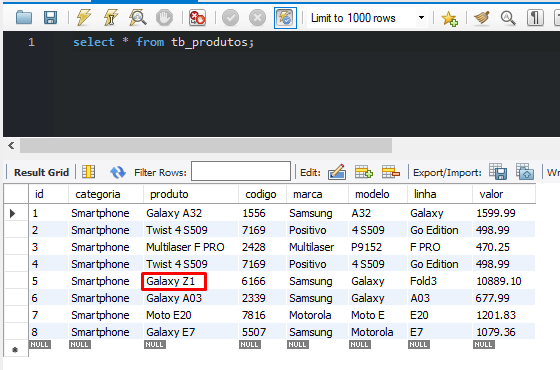 Limit to 1000 rows
1 select * from tb_produtos;
Result Grid Filter Rows: Edit: Export/Import: Wr
id categoria produto codigo marca modelo linha valor
1 Smartphone Galaxy A32 1556 Samsung A32 Galaxy 1599.99
2 Smartphone Twist 4 S509 7169 Positivo 4 S509 Go Edition 498.99
3 Smartphone Multilaser F PRO 2428 Multilaser P9152 F PRO 470.25
4 Smartphone Twist 4 S509 7169 Positivo 4 S509 Go Edition 498.99
5 Smartphone Galaxy Z1 6166 Samsung Galaxy Fold3 10889.10
6 Smartphone Galaxy A03 2339 Samsung Galaxy A03 677.99
7 Smartphone Moto E20 7816 Motorola Moto E E20 1201.83
8 Smartphone Galaxy E7 5507 Samsung Motorola E7 1079.36
NULL NULL NULL NULL NULL NULL NULL NULL